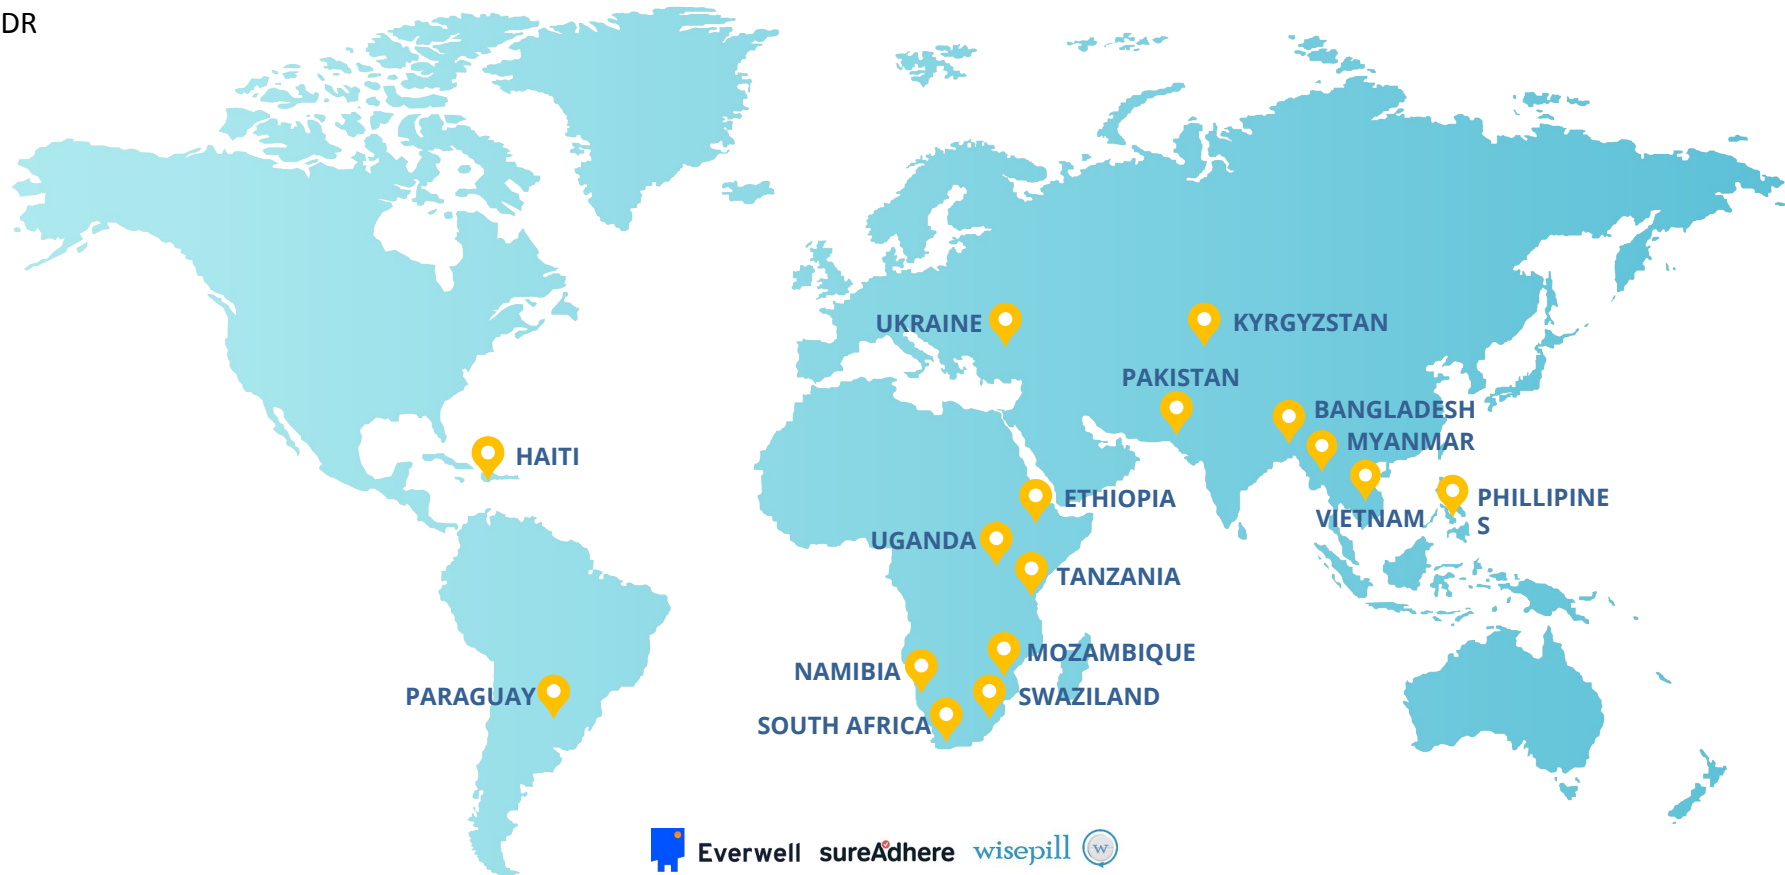 DR
UKRAINE
KYRGYZSTAN
PAKISTAN
BANGLADESH
MYANMAR
HAITI
ETHIOPIA
PHILLIPINE
S
VIETNAM
UGANDA
TANZANIA
MOZAMBIQUE
NAMIBIA
PARAGUAY
SWAZILAND
SOUTH AFRICA
Everwell sureAdhere wisepill w